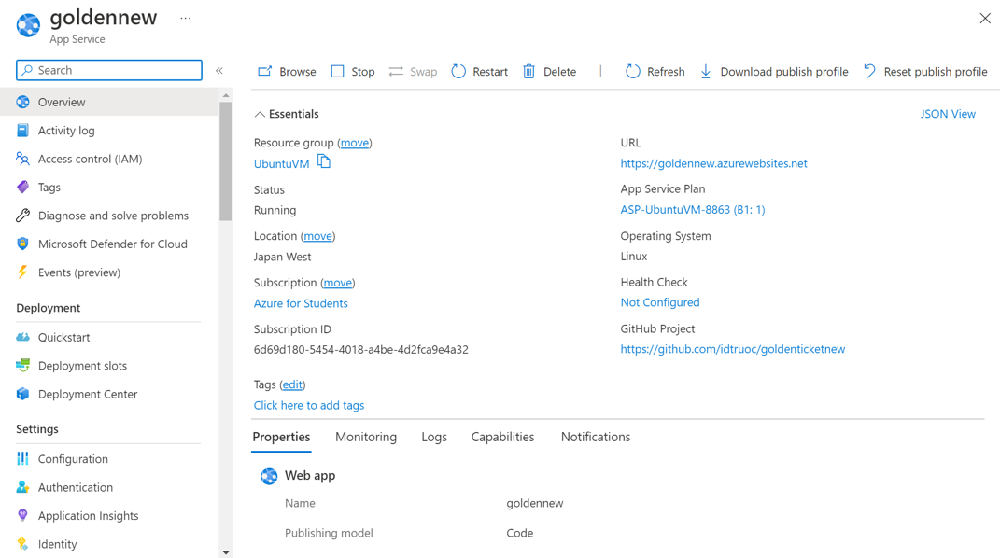 goldennew ...
App Service
Search
Overview
Activity log
Access control (IAM)
Tags
Diagnose and solve problems
Microsoft Defender for Cloud
Events (preview)
Deployment
Quickstart
Deployment slots
Deployment Center
Settings
Configuration
Authentication
Application Insights
Identity
Browse Stop Swap Restart Delete Refresh Download publish profile Reset publish profile
Essentials JSON View
Resource group (move)
UbuntuVM
Status
Running
Location (move)
Japan West
Subscription (move)
Azure for Students
Subscription ID
6d69d180-5454-4018-a4be-4d2fca9e4a32
URL
https://goldennew.azurewebsites.net
App Service Plan
ASP-UbuntuVM-8863 (B1: 1)
Operating System
Linux
Health Check
Not Configured
GitHub Project
https://github.com/idtruoc/goldenticketnew
Tags (edit)
Click here to add tags
Properties Monitoring Logs Capabilities Notifications
Web app
Name goldennew
Publishing model Code